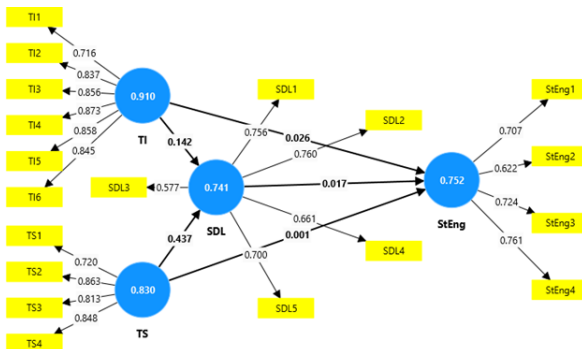 TI1
TI2
TI3
TI4
TI5
TI6
0.716
0.837
0.856
0.873
0.858
0.845
0.910
TI
0.142
0.026
SDL1
SDL2
SDL3
SDL4
SDL5
0.756
0.760
0.577
0.661
0.700
0.741
SDL
0.017
0.437
0.001
TS1
TS2
TS3
TS4
0.720
0.863
0.813
0.848
0.830
TS
0.752
StEng
0.707
0.622
0.724
0.761
StEng1
StEng2
StEng3
StEng4